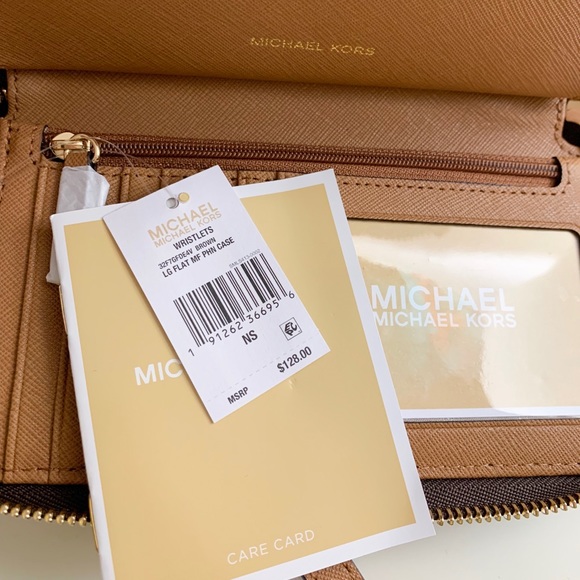 MICHAEL KORS
MICHAEL
MICHAEL KORS
WRISTLETS
32F7GFDE4V BROWN
LG FLAT MF PHN CASE
1 91262 36695 6
NS
MSRP $128.00
MIC
CARE CARD
MICHAEL
MICHAEL KORS